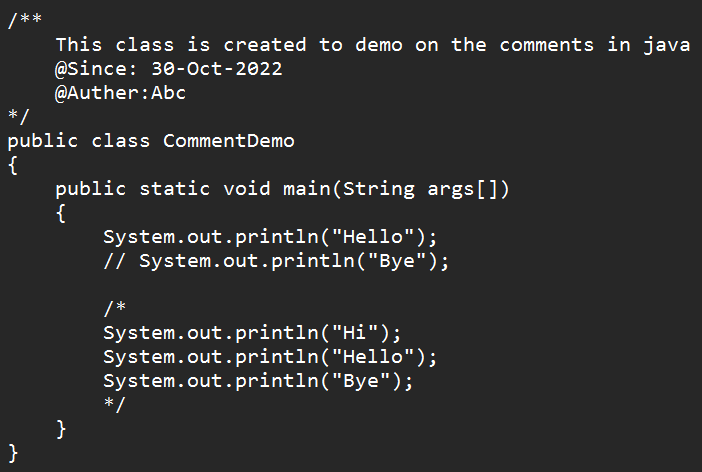 /**
    This class is created to demo on the comments in java
    @Since: 30-Oct-2022
    @Auther:Abc
*/
public class CommentDemo
{
    public static void main(String args[])
    {
        System.out.println("Hello");
        // System.out.println("Bye");

        /*
        System.out.println("Hi");
        System.out.println("Hello");
        System.out.println("Bye");
        */
    }
}